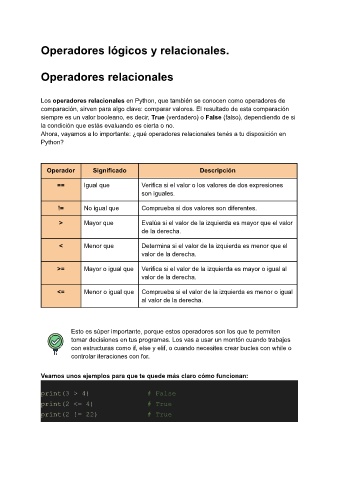 Operadores lógicos y relacionales.
Operadores relacionales
Los operadores relacionales en Python, que también se conocen como operadores de
comparación, sirven para algo clave: comparar valores. El resultado de esta comparación
siempre es un valor booleano, es decir, True (verdadero) o False (falso), dependiendo de si
la condición que estás evaluando es cierta o no.
Ahora, vayamos a lo importante: ¿qué operadores relacionales tenés a tu disposición en
Python?
Operador Significado Descripción
== Igual que Verifica si el valor o los valores de dos expresiones
son iguales.
!= No igual que Comprueba si dos valores son diferentes.
> Mayor que Evalúa si el valor de la izquierda es mayor que el valor
de la derecha.
< Menor que Determina si el valor de la izquierda es menor que el
valor de la derecha.
>= Mayor o igual que Verifica si el valor de la izquierda es mayor o igual al
valor de la derecha.
<= Menor o igual que Comprueba si el valor de la izquierda es menor o igual
al valor de la derecha.
Esto es súper importante, porque estos operadores son los que te permiten
tomar decisiones en tus programas. Los vas a usar un montón cuando trabajes
con estructuras como if, else y elif, o cuando necesites crear bucles con while o
controlar iteraciones con for.
Veamos unos ejemplos para que te quede más claro cómo funcionan:
print(3 > 4) # False
print(2 <= 4) # True
print(2 != 22) # True